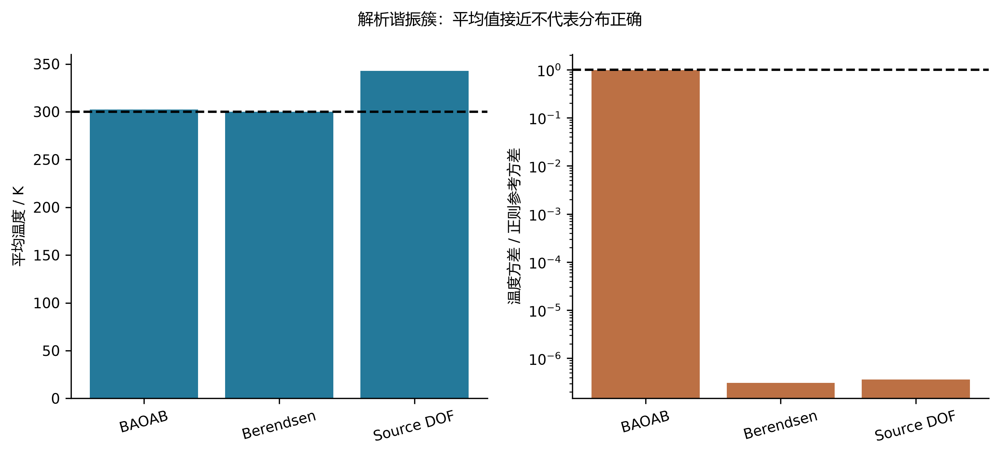 解析谐振簇：平均值接近不代表分布正确
平均温度 / K
350
300
250
200
150
100
50
0
BAOAB
Berendsen
Source DOF
温度方差 / 正则参考方差
10⁰
10⁻¹
10⁻²
10⁻³
10⁻⁴
10⁻⁵
10⁻⁶
BAOAB
Berendsen
Source DOF